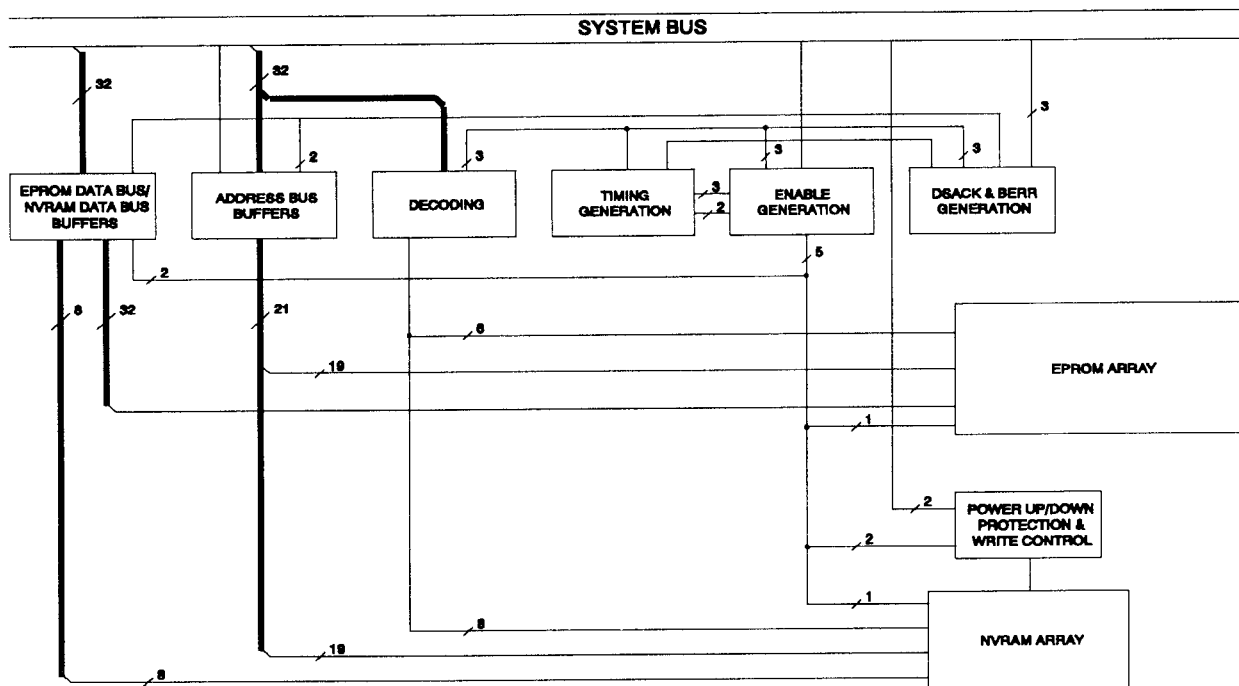 SYSTEM BUS
32
32
3
2
3
3
3
EPROM DATA BUS/
NVRAM DATA BUS
BUFFERS
ADDRESS BUS
BUFFERS
DECODING
TIMING
GENERATION
3
2
ENABLE
GENERATION
DSACK & BERR
GENERATION
5
2
8
32
21
6
19
EPROM ARRAY
1
2
POWER UP/DOWN
PROTECTION &
WRITE CONTROL
2
1
8
19
NVRAM ARRAY
8